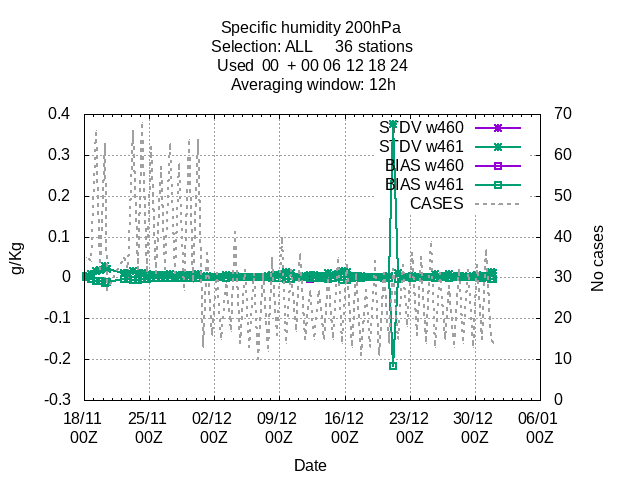 Specific humidity 200hPa
Selection: ALL 36 stations
Used 00 + 00 06 12 18 24
Averaging window: 12h
0.4
0.3
0.2
0.1
0
-0.1
-0.2
-0.3
g/Kg
70
60
50
40
30
20
10
0
No cases
STDV w460
STDV w461
BIAS w460
BIAS w461
CASES
18/11 25/11 02/12 09/12 16/12 23/12 30/12 06/01
00Z 00Z 00Z 00Z 00Z 00Z 00Z 00Z
Date